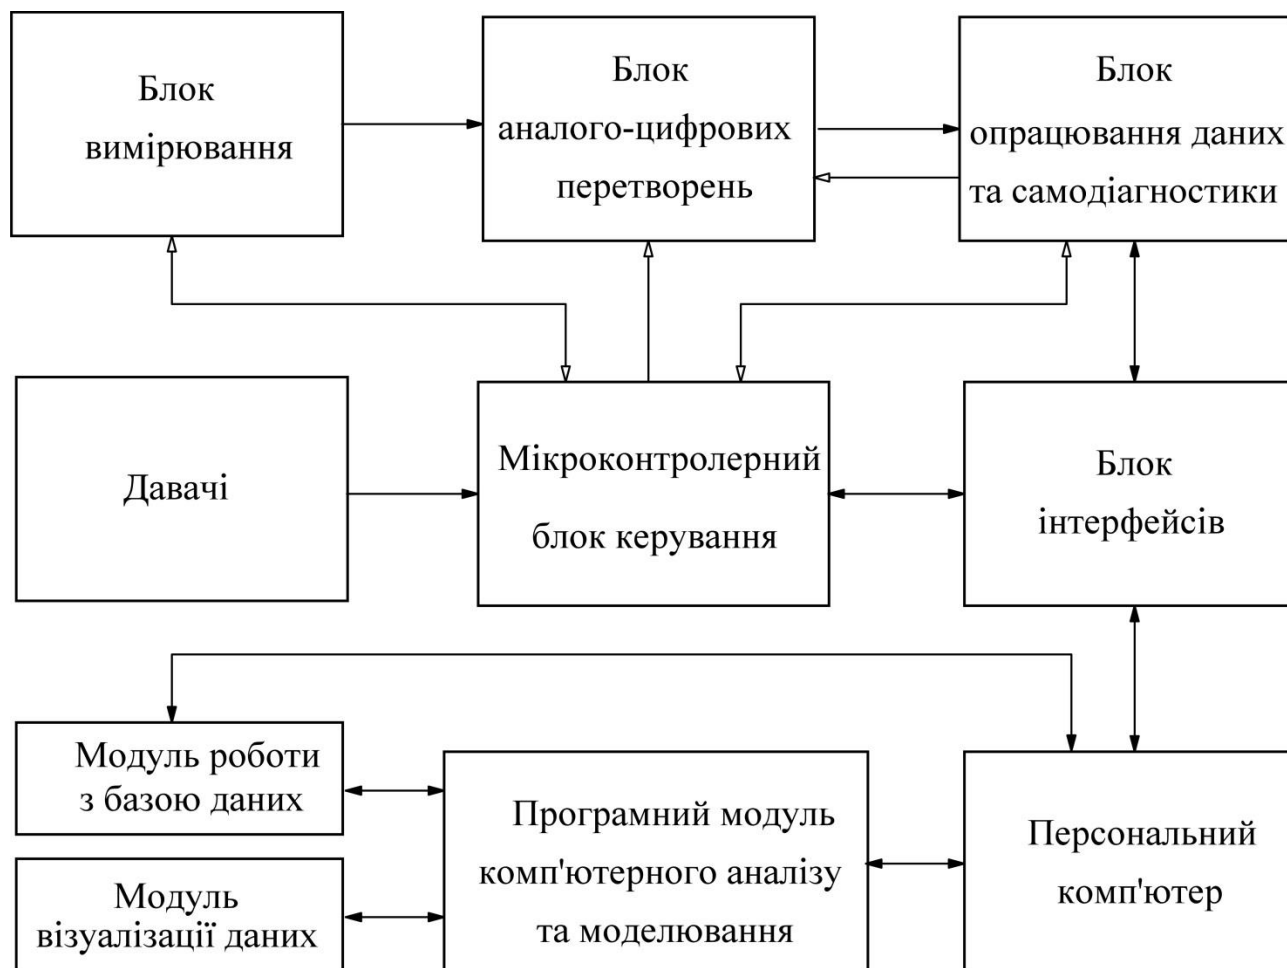 Блок
вимірювання
Блок
аналого-цифрових
перетворень
Блок
опрацювання даних
та самодіагностики
Давачі
Мікроконтролерний
блок керування
Блок
інтерфейсів
Модуль роботи
з базою даних
Модуль
візуалізації даних
Програмний модуль
комп'ютерного аналізу
та моделювання
Персональний
комп'ютер